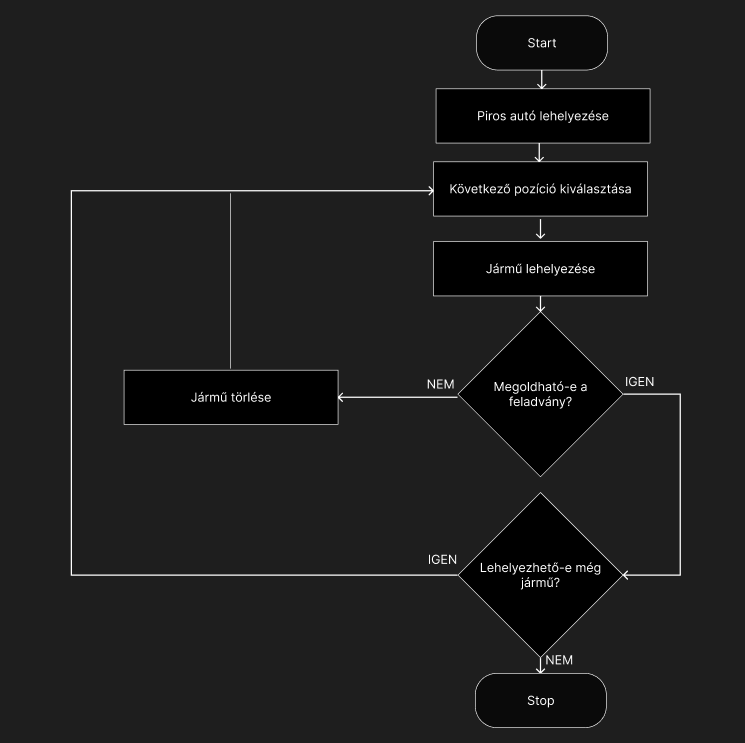 Start
Piros autó lehelyezése
Következő pozíció kiválasztása
Jármű lehelyezése
NEM
Megoldható-e a
feladvány?
IGEN
Jármű törlése
IGEN
Lehelyezhető-e még
jármű?
NEM
Stop